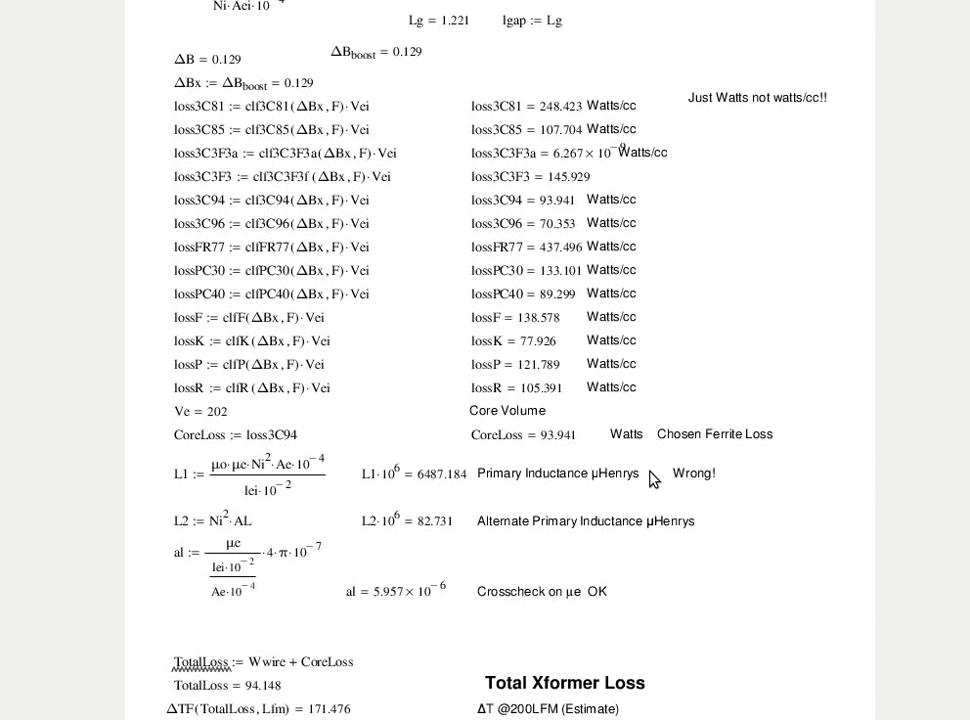 Ni·Aei·10⁻⁴
Lg = 1.221 lgap := Lg
ΔB = 0.129 ΔBboost = 0.129
ΔBx := ΔBboost = 0.129
Just Watts not watts/cc!!
loss3C81 := clf3C81(ΔBx, F)·Vei loss3C81 = 248.423 Watts/cc
loss3C85 := clf3C85(ΔBx, F)·Vei loss3C85 = 107.704 Watts/cc
loss3C3F3a := clf3C3F3a(ΔBx, F)·Vei loss3C3F3a = 6.267 × 10⁻⁹ Watts/cc
loss3C3F3 := clf3C3F3f(ΔBx, F)·Vei loss3C3F3 = 145.929
loss3C94 := clf3C94(ΔBx, F)·Vei loss3C94 = 93.941 Watts/cc
loss3C96 := clf3C96(ΔBx, F)·Vei loss3C96 = 70.353 Watts/cc
lossFR77 := clfFR77(ΔBx, F)·Vei lossFR77 = 437.496 Watts/cc
lossPC30 := clfPC30(ΔBx, F)·Vei lossPC30 = 133.101 Watts/cc
lossPC40 := clfPC40(ΔBx, F)·Vei lossPC40 = 89.299 Watts/cc
lossF := clfF(ΔBx, F)·Vei lossF = 138.578 Watts/cc
lossK := clfK(ΔBx, F)·Vei lossK = 77.926 Watts/cc
lossP := clfP(ΔBx, F)·Vei lossP = 121.789 Watts/cc
lossR := clfR(ΔBx, F)·Vei lossR = 105.391 Watts/cc
Ve = 202 Core Volume
CoreLoss := loss3C94 CoreLoss = 93.941 Watts Chosen Ferrite Loss
μo·μe·Ni²·Ae·10⁻⁴
L1 := L1·10⁶ = 6487.184 Primary Inductance μHenrys Wrong!
lei·10⁻²
L2 := Ni²·AL L2·10⁶ = 82.731 Alternate Primary Inductance μHenrys
μe
al := ·4·π·10⁻⁷
lei·10⁻²
Ae·10⁻⁴
al = 5.957 × 10⁻⁶ Crosscheck on μe OK
TotalLoss := Wwire + CoreLoss
TotalLoss = 94.148 Total Xformer Loss
ΔTF(TotalLoss, Lfm) = 171.476 ΔT @200LFM (Estimate)